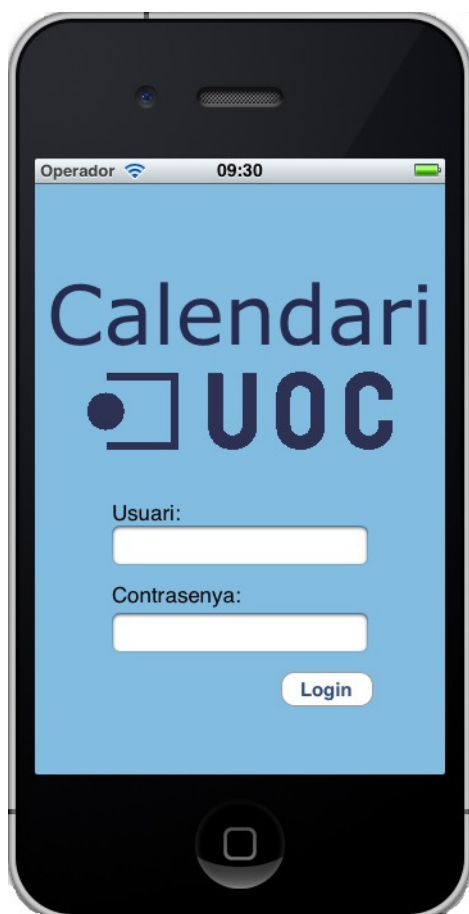 Operador 09:30
Calendari
UOC
Usuari:
Contrasenya:
Login